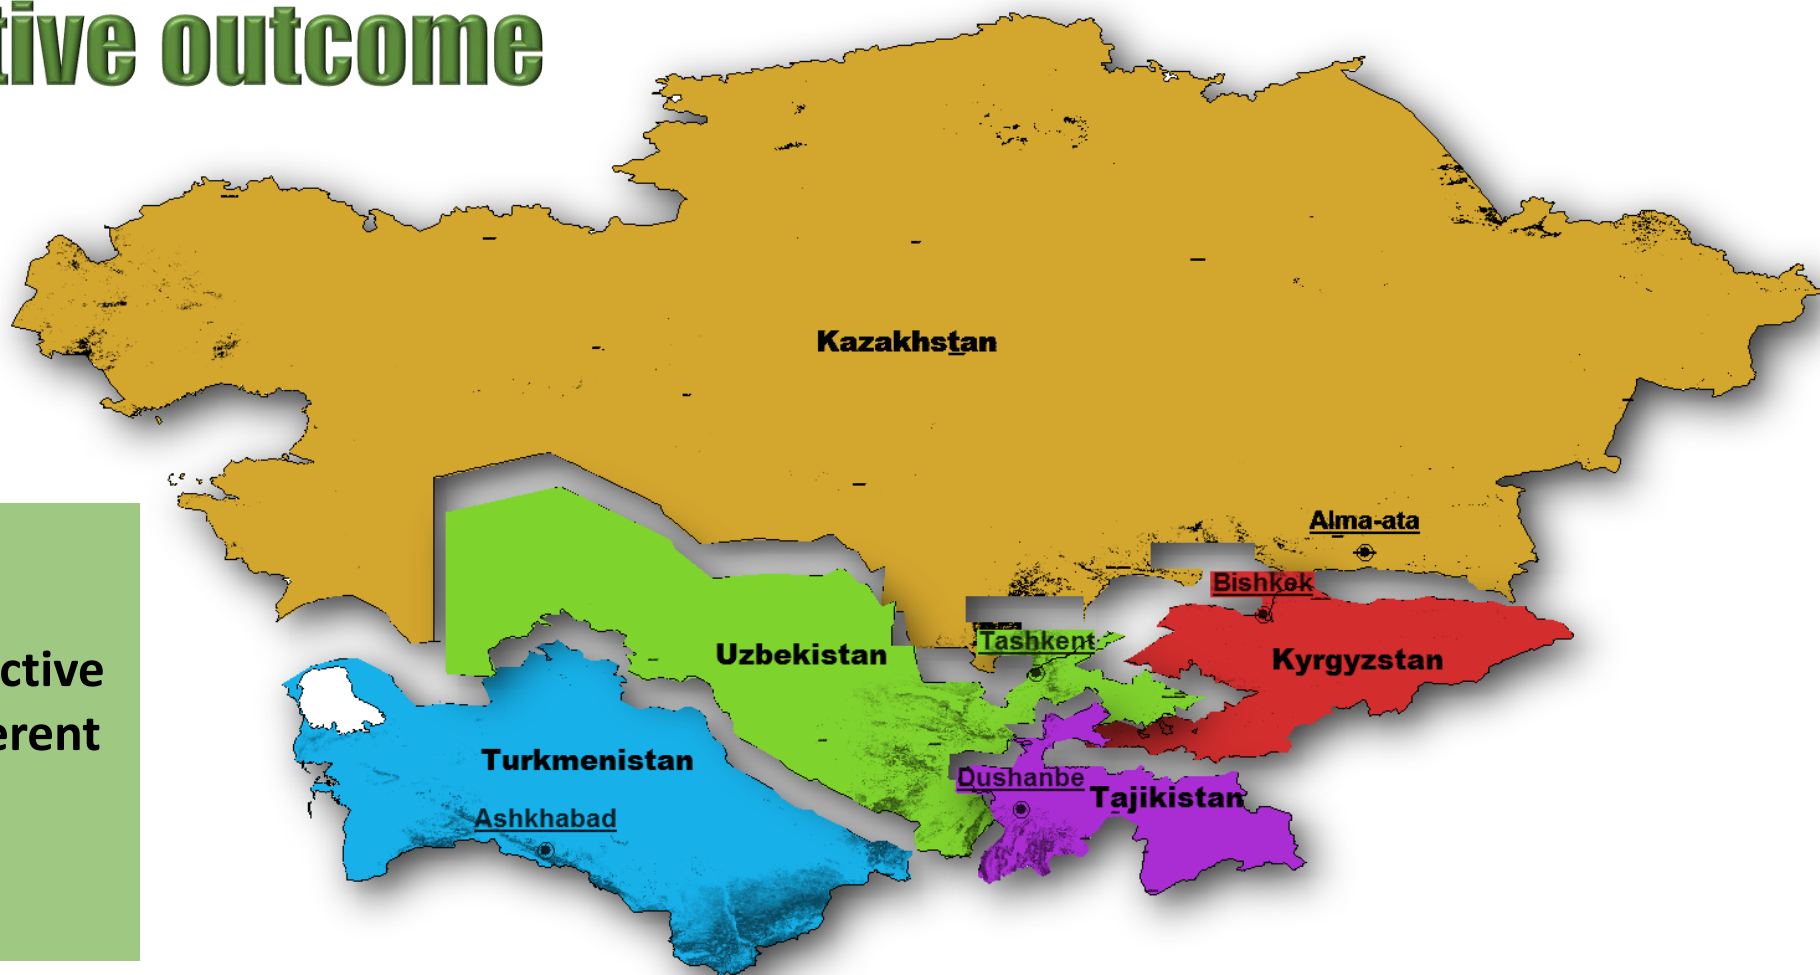 tive outcome
Kazakhstan
Alma-ata
Bishkek
Tashkent
Uzbekistan
Kyrgyzstan
ctive
erent
Turkmenistan
Dushanbe
Tajikistan
Ashkhabad